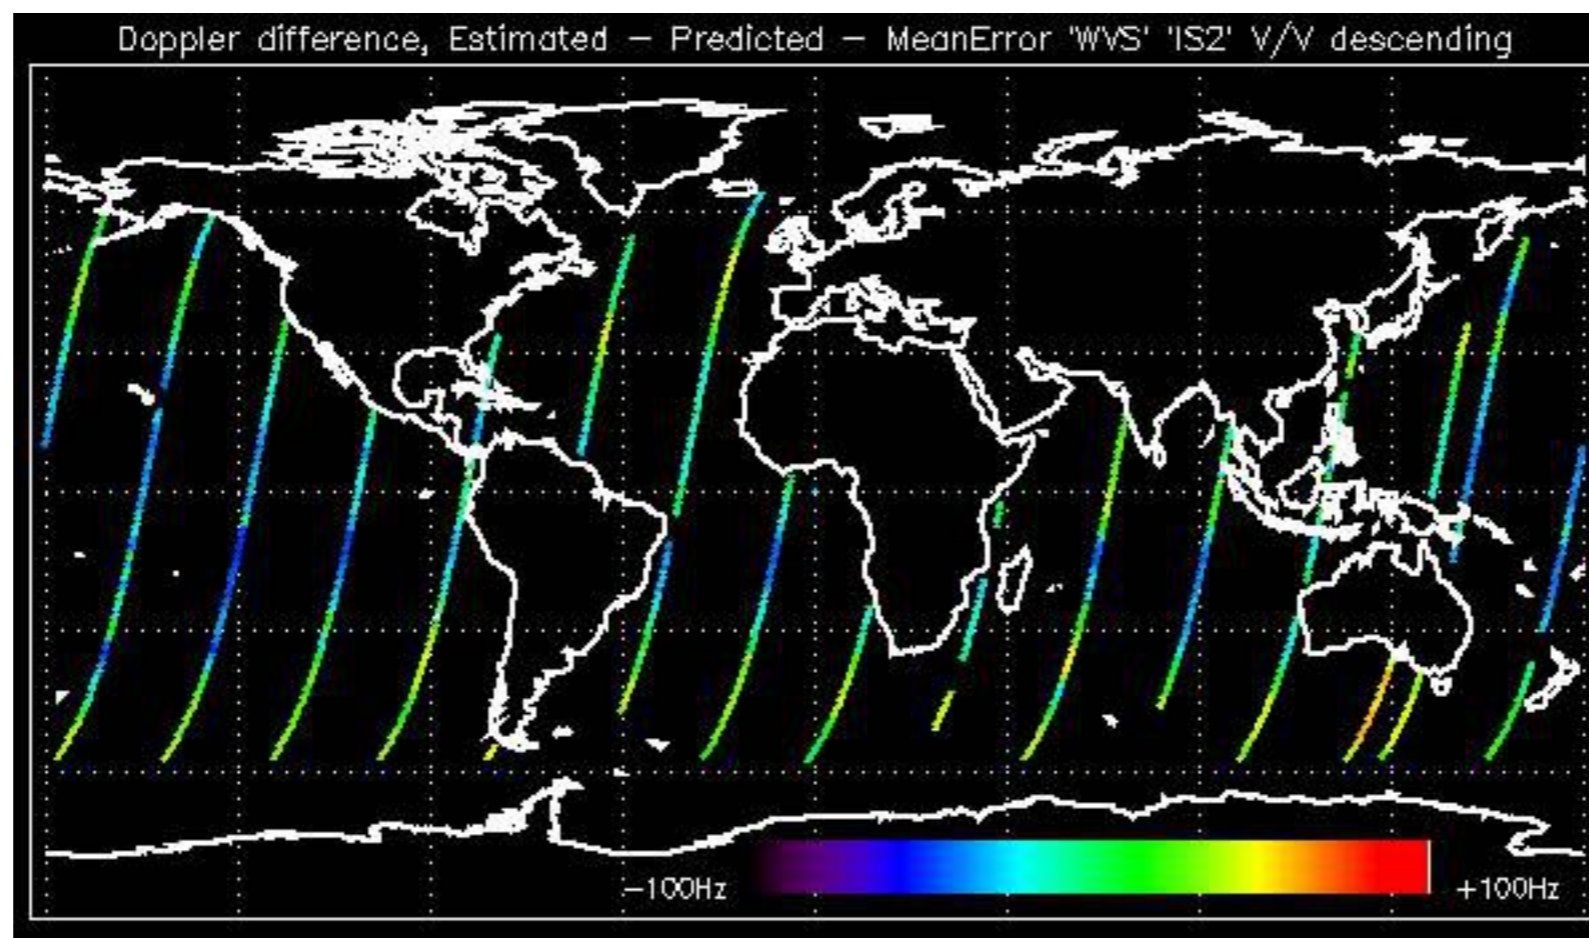 Doppler difference, Estimated – Predicted – MeanError 'WVS' 'IS2' V/V descending
−100Hz +100Hz